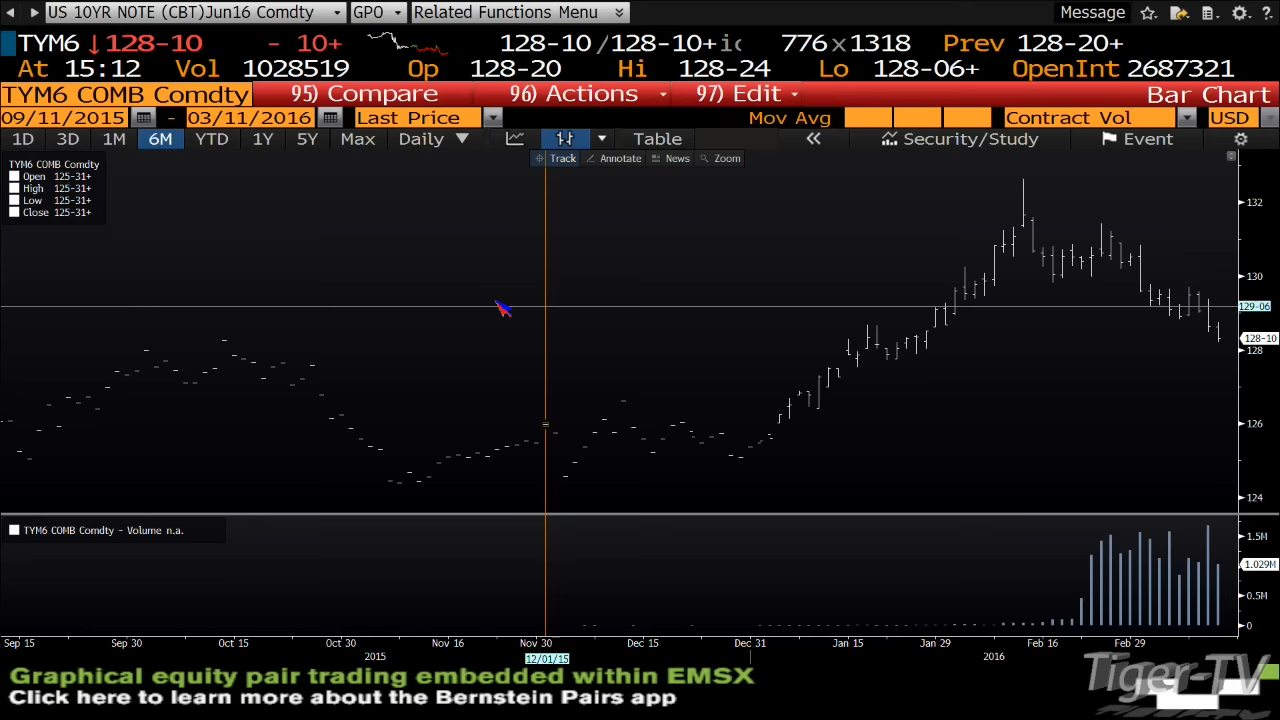 US 10YR NOTE (CBT)Jun16 Comdty GPO Related Functions Menu Message
TYM6 ↓128-10 - 10+ 128-10 /128-10+ 776x1318 Prev 128-20+
At 15:12 Vol 1028519 Op 128-20 Hi 128-24 Lo 128-06+ OpenInt 2687321
TYM6 COMB Comdty 95) Compare 96) Actions 97) Edit Bar Chart
09/11/2015 - 03/11/2016 Last Price Mov Avg Contract Vol USD
1D 3D 1M 6M YTD 1Y 5Y Max Daily ▼ Table « Security/Study Event
Track Annotate News Zoom
TYM6 COMB Comdty
Open 125-31+
High 125-31+
Low 125-31+
Close 125-31+
132
130
129-06
128-10
128
126
124
TYM6 COMB Comdty - Volume n.a.
1.5M
1.029M
0.5M
0
Sep 15 Sep 30 Oct 15 Oct 30 Nov 16 Nov 30 Dec 15 Dec 31 Jan 15 Jan 29 Feb 16 Feb 29
2015 12/01/15 2016
Graphical equity pair trading embedded within EMSX
Click here to learn more about the Bernstein Pairs app
Tiger-TV